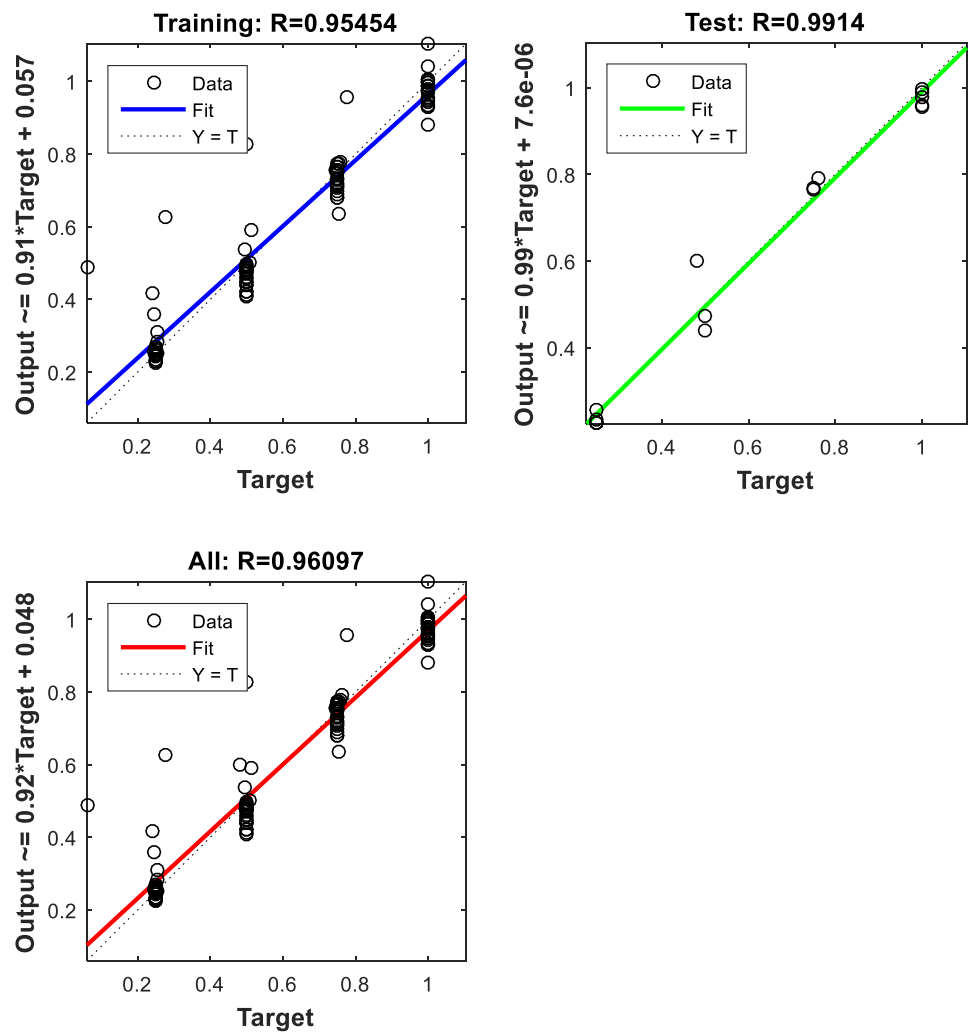 Training: R=0.95454
Output ~= 0.91*Target + 0.057
1
0.8
0.6
0.4
0.2
Data
Fit
Y = T
0.2 0.4 0.6 0.8 1
Target
Test: R=0.9914
Output ~= 0.99*Target + 7.6e-06
1
0.8
0.6
0.4
Data
Fit
Y = T
0.4 0.6 0.8 1
Target
All: R=0.96097
Output ~= 0.92*Target + 0.048
1
0.8
0.6
0.4
0.2
Data
Fit
Y = T
0.2 0.4 0.6 0.8 1
Target